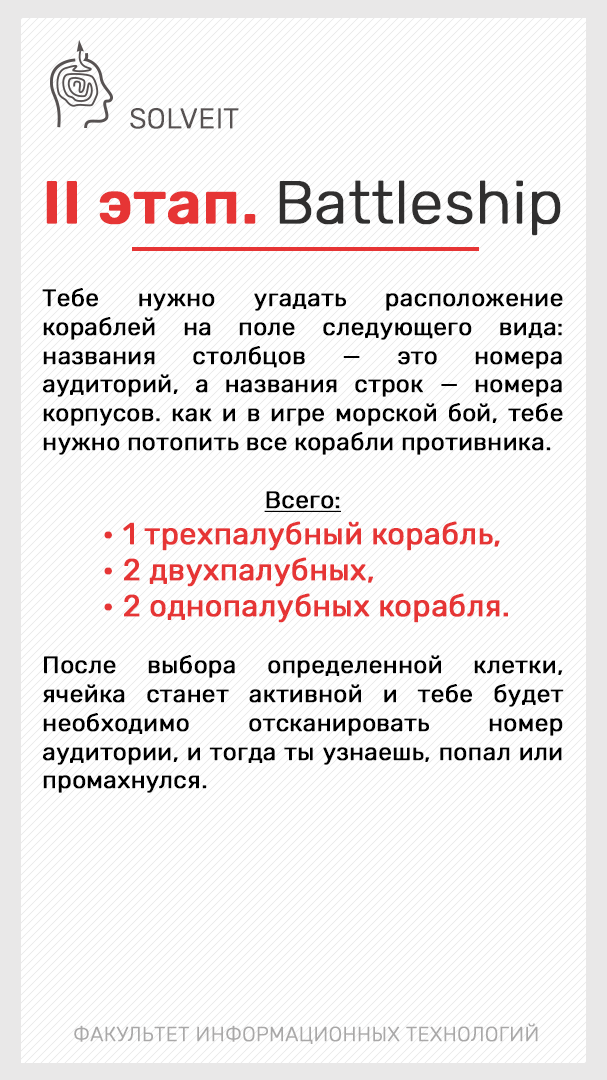 SOLVEIT
II этап. Battleship
Тебе нужно угадать расположение
кораблей на поле следующего вида:
названия столбцов — это номера
аудиторий, а названия строк — номера
корпусов. как и в игре морской бой, тебе
нужно потопить все корабли противника.
Всего:
• 1 трехпалубный корабль,
• 2 двухпалубных,
• 2 однопалубных корабля.
После выбора определенной клетки,
ячейка станет активной и тебе будет
необходимо отсканировать номер
аудитории, и тогда ты узнаешь, попал или
промахнулся.
ФАКУЛЬТЕТ ИНФОРМАЦИОННЫХ ТЕХНОЛОГИЙ